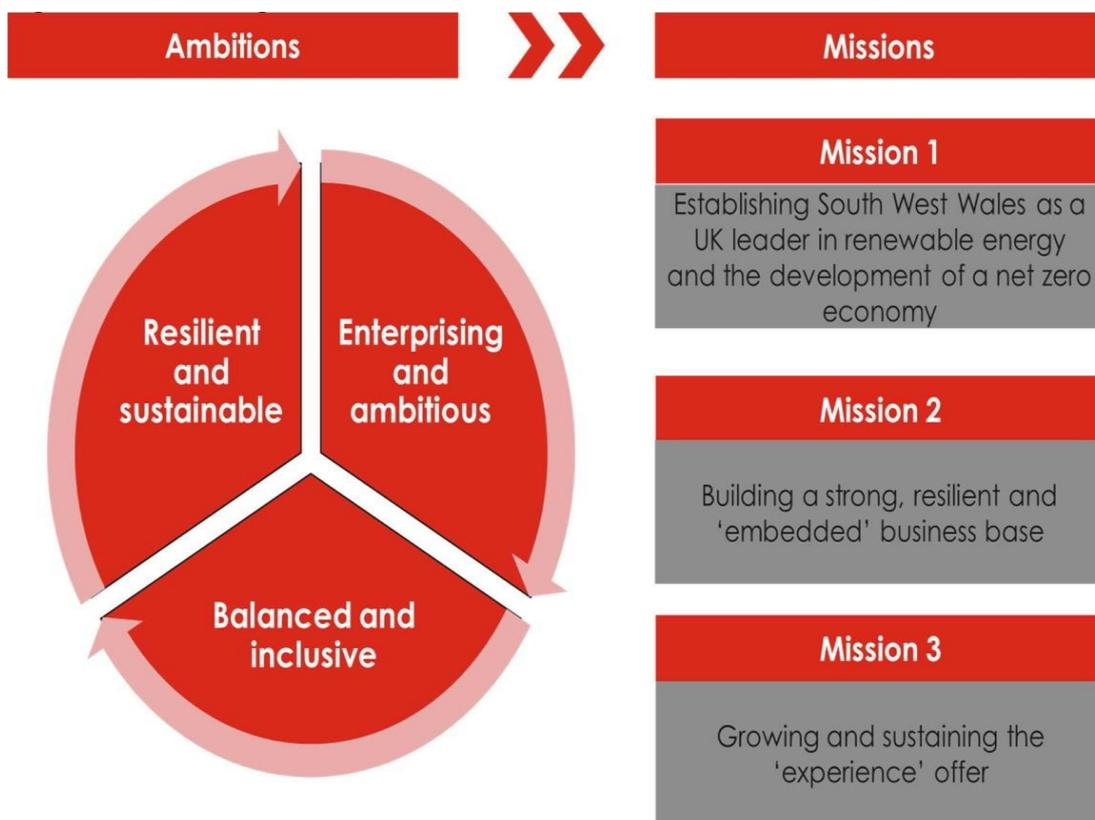 Ambitions
Missions
Resilient
and
sustainable
Enterprising
and
ambitious
Balanced and
inclusive
Mission 1
Establishing South West Wales as a
UK leader in renewable energy
and the development of a net zero
economy
Mission 2
Building a strong, resilient and
‘embedded’ business base
Mission 3
Growing and sustaining the
‘experience’ offer